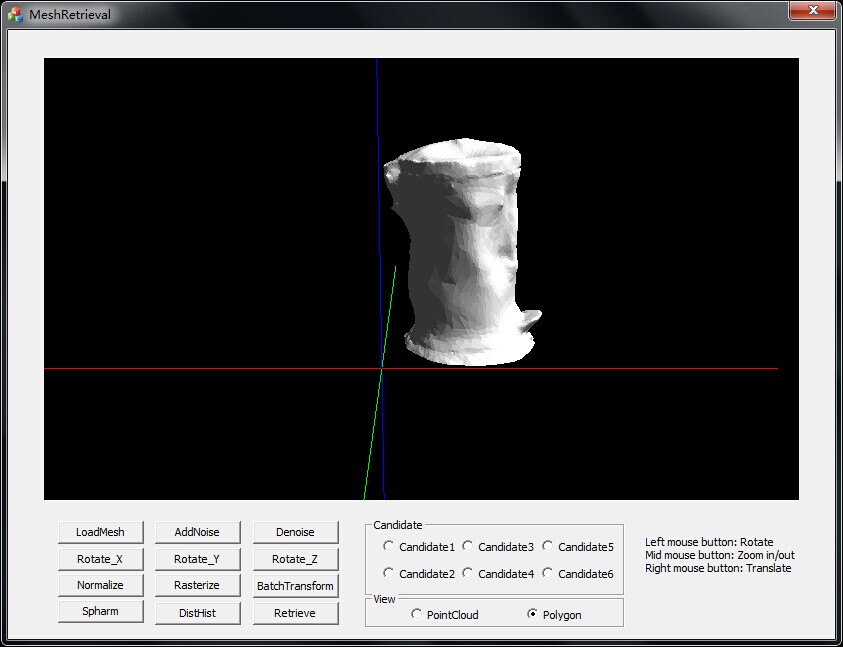 MeshRetrieval
LoadMesh AddNoise Denoise
Rotate_X Rotate_Y Rotate_Z
Normalize Rasterize BatchTransform
Spharm DistHist Retrieve
Candidate
Candidate1 Candidate3 Candidate5
Candidate2 Candidate4 Candidate6
View
PointCloud Polygon
Left mouse button: Rotate
Mid mouse button: Zoom in/out
Right mouse button: Translate